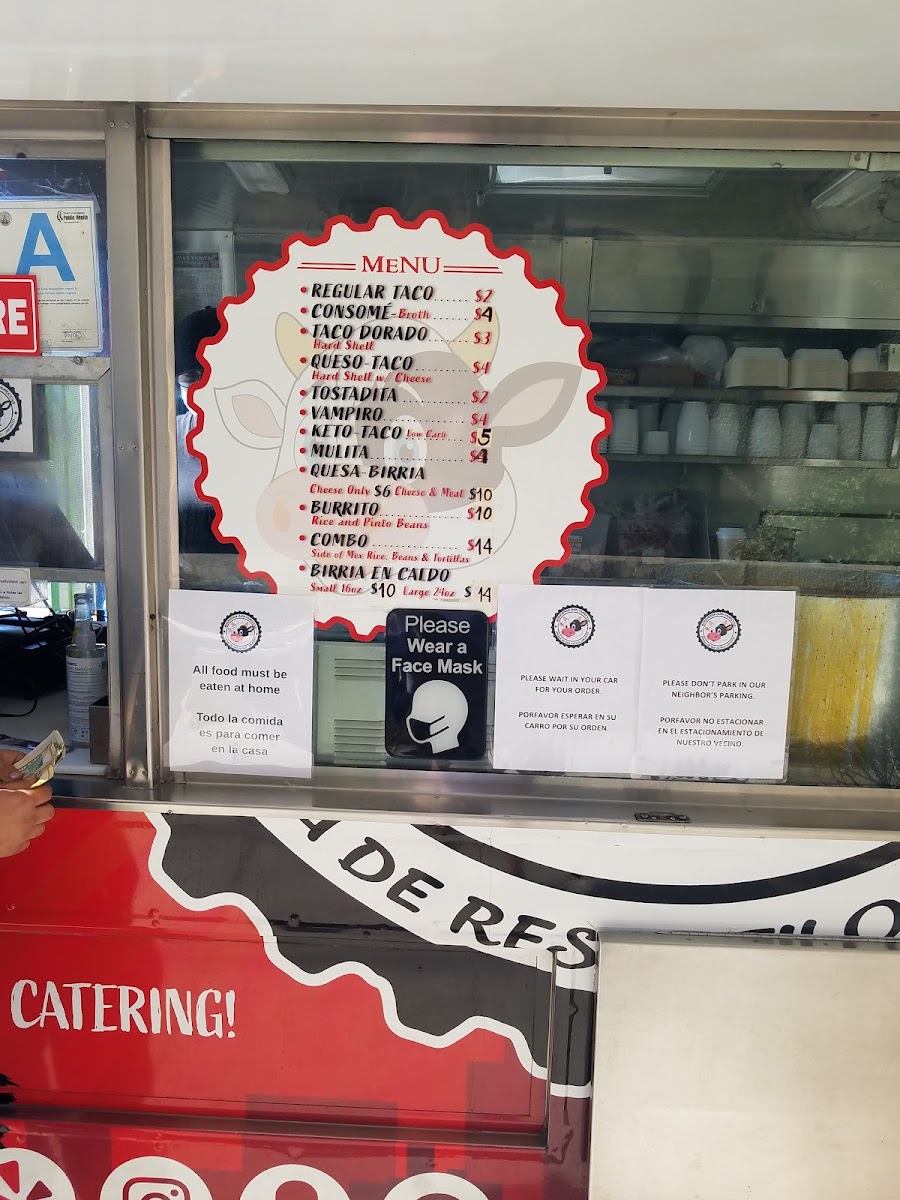 A
Public Health
RE
MENU
• REGULAR TACO ...... $2
• CONSOMÉ-Broth ...... $4
• TACO DORADO ...... $3
Hard Shell
• QUESO-TACO ...... $4
Hard Shell w/ Cheese
• TOSTADITA ...... $2
• VAMPIRO ...... $4
• KETO-TACO Low Carb $5
• MULITA ...... $4
• QUESA-BIRRIA
Cheese Only $6 Cheese & Meat $10
• BURRITO ...... $10
Rice and Pinto Beans
• COMBO ...... $14
Side of Mex Rice, Beans & Tortillas
• BIRRIA EN CALDO
Small 16oz $10 Large 24oz $14
All food must be
eaten at home
Todo la comida
es para comer
en la casa
Please
Wear a
Face Mask
PLEASE WAIT IN YOUR CAR
FOR YOUR ORDER.
PORFAVOR ESPERAR EN SU
CARRO POR SU ORDEN.
PLEASE DON'T PARK IN OUR
NEIGHBOR'S PARKING.
PORFAVOR NO ESTACIONAR
EN EL ESTACIONAMIENTO DE
NUESTRO VECINO.
A DE RES
CATERING!